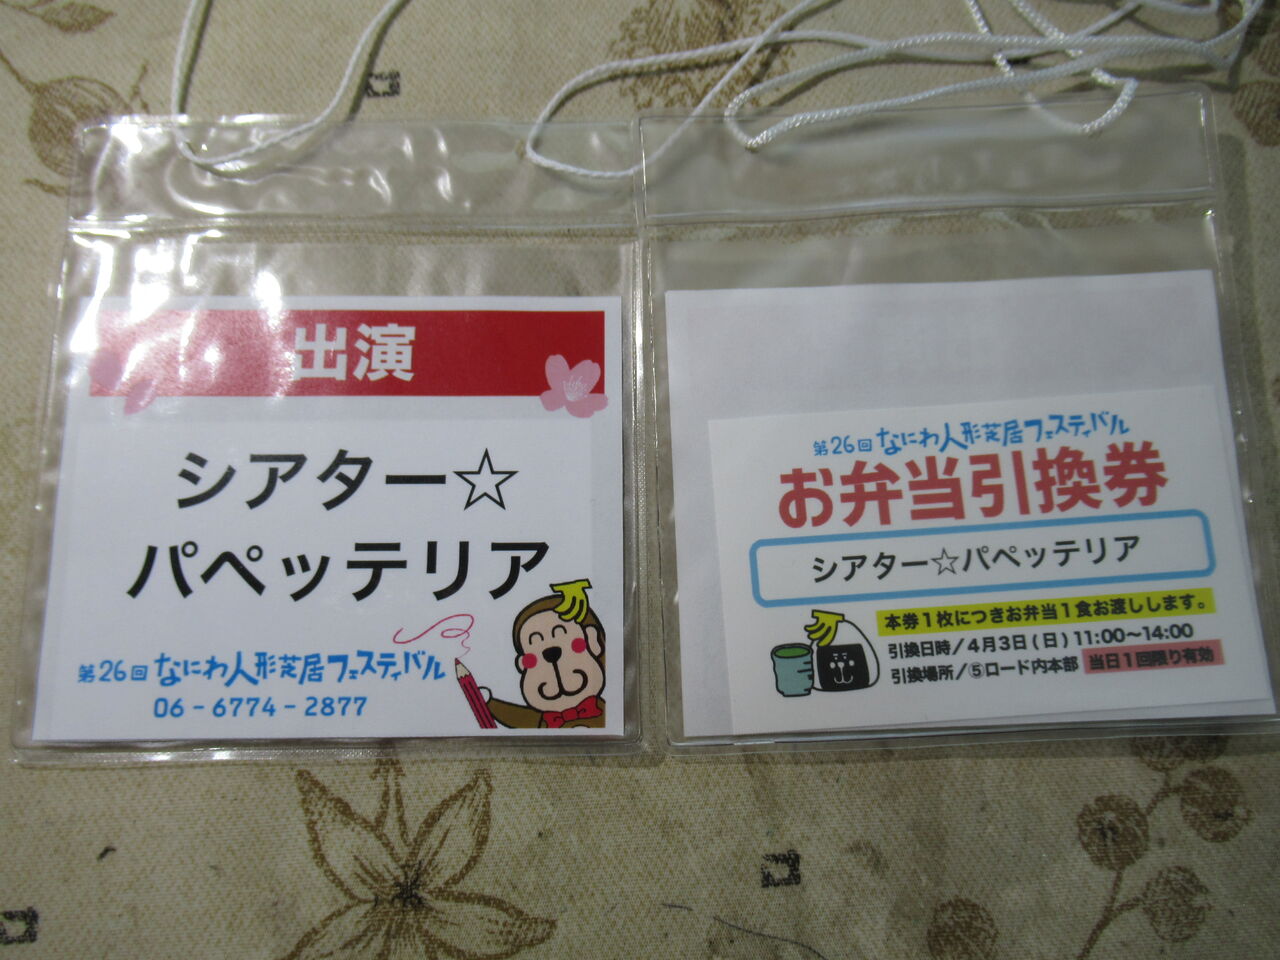 出演
シアター☆
パペッテリア
第26回なにわ人形芝居フェスティバル
06-6774-2877
第26回なにわ人形芝居フェスティバル
お弁当引換券
シアター☆パペッテリア
本券1枚につきお弁当1食お渡しします。
引換日時/4月3日(日)11:00〜14:00
引換場所/⑤ロード内本部 当日1回限り有効